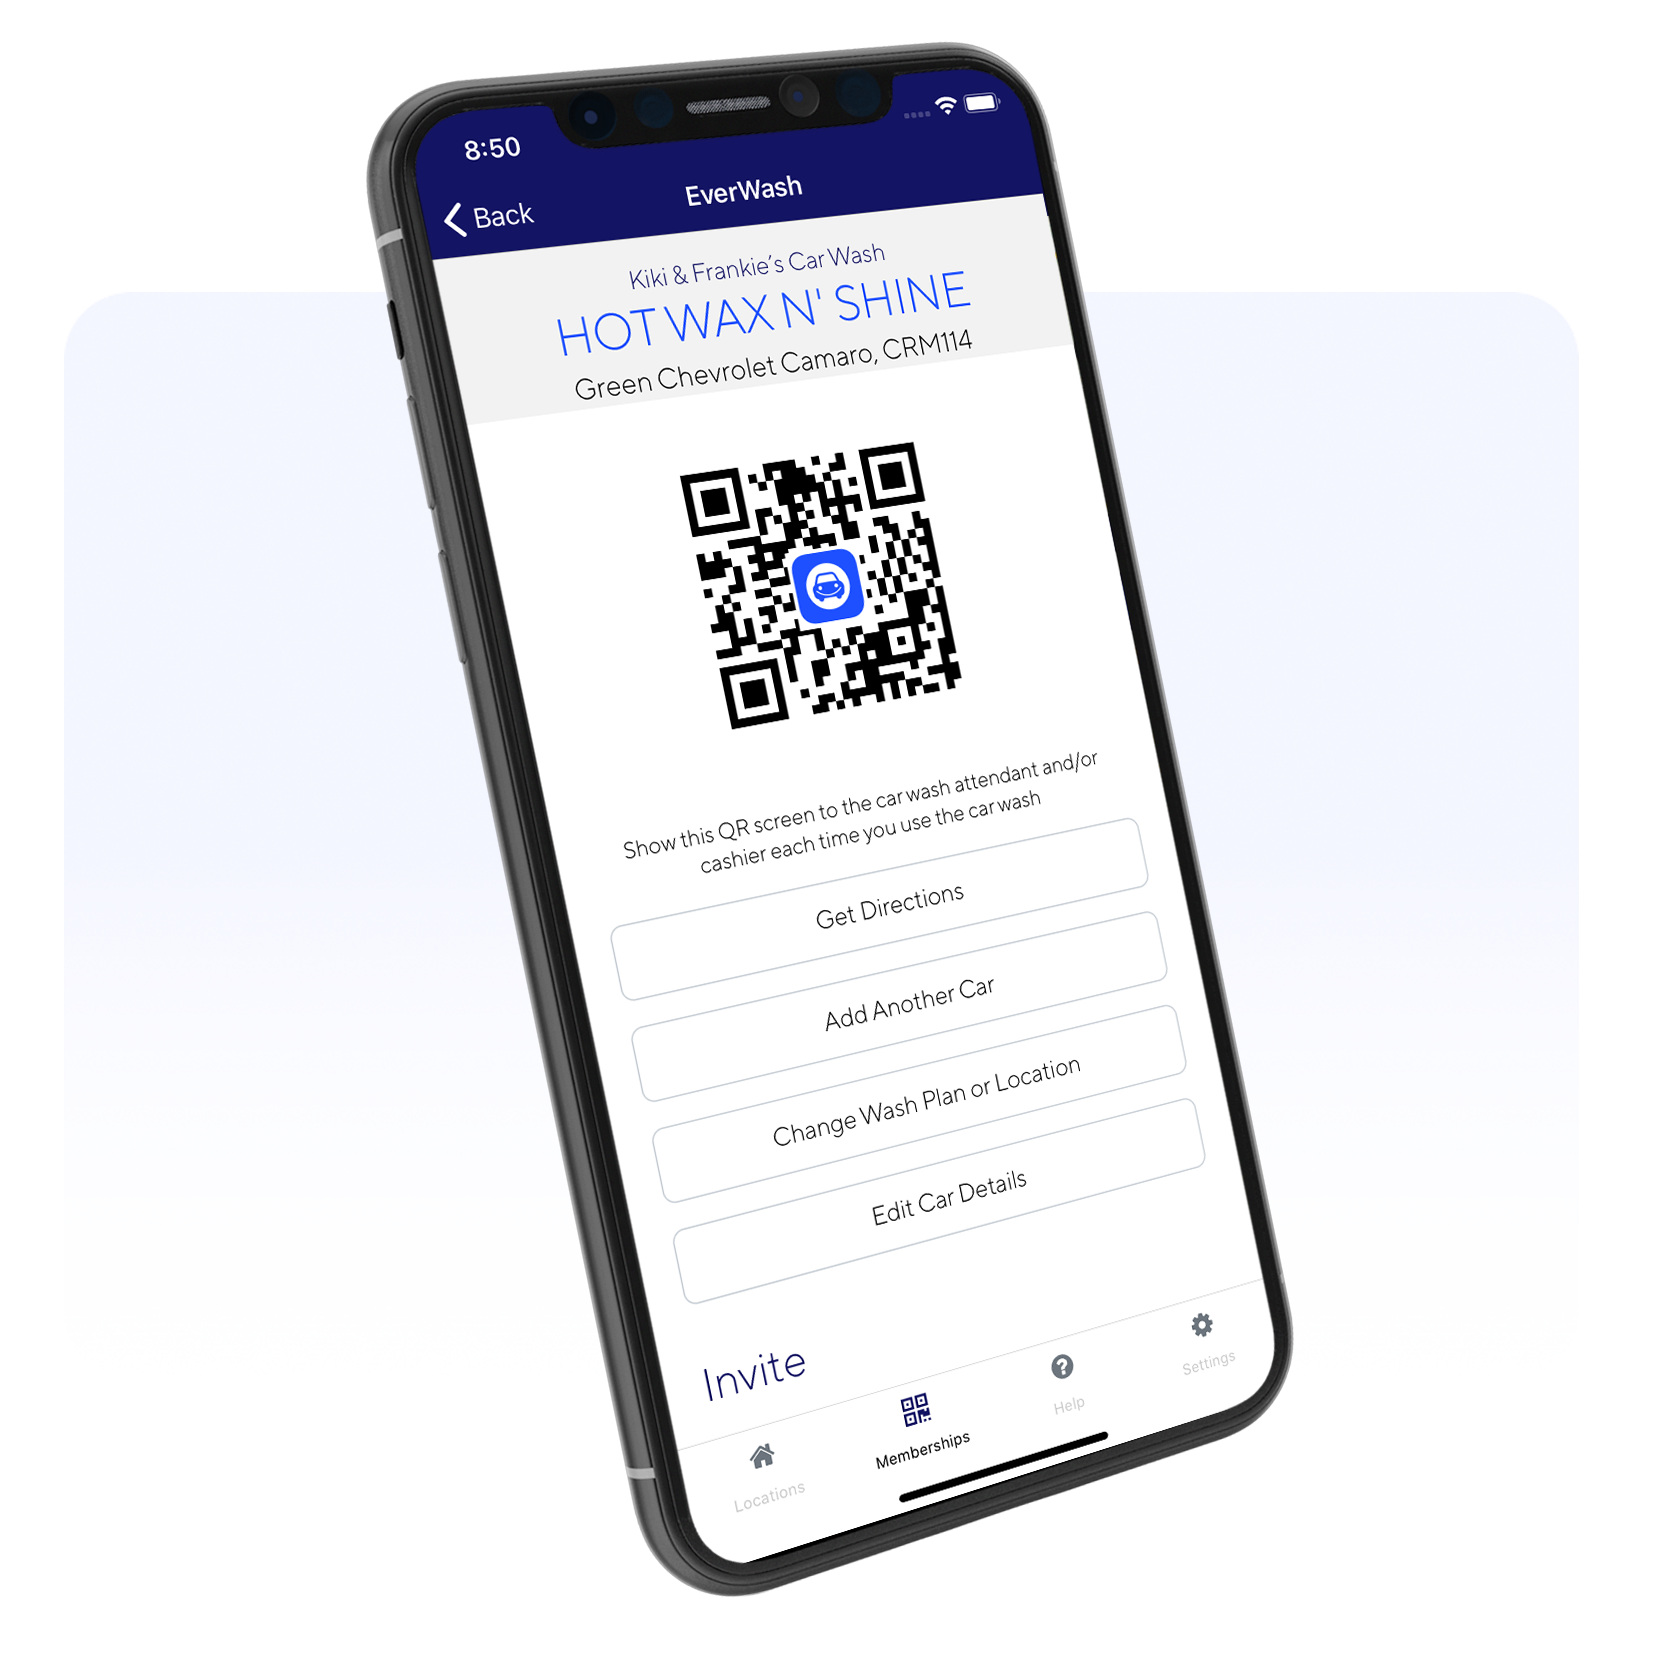 8:50
Back
EverWash
Kiki & Frankie's Car Wash
HOT WAX N' SHINE
Green Chevrolet Camaro, CRM114
Show this QR screen to the car wash attendant and/or
cashier each time you use the car wash
Get Directions
Add Another Car
Change Wash Plan or Location
Edit Car Details
Invite
Locations
Memberships
Help
Settings